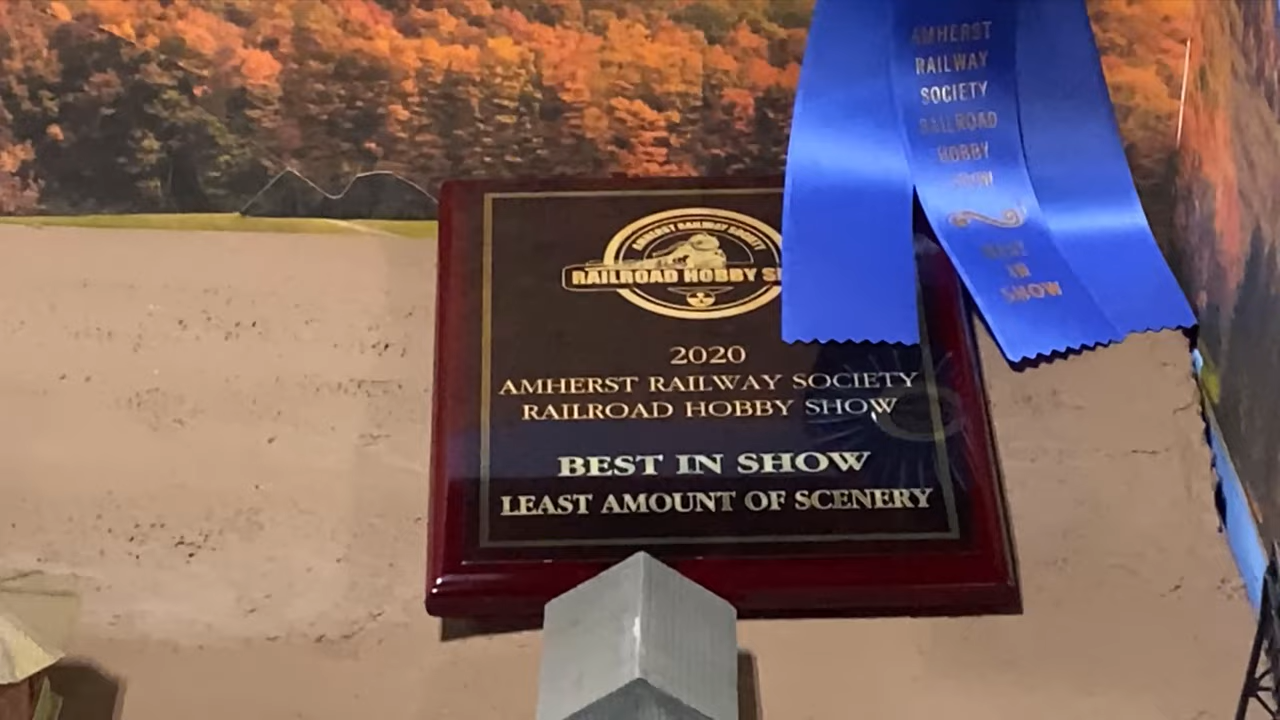 AMHERST
RAILWAY
SOCIETY
RAILROAD
HOBBY
SHOW
BEST
IN
SHOW
AMHERST RAILWAY SOCIETY
RAILROAD HOBBY
2020
AMHERST RAILWAY SOCIETY
RAILROAD HOBBY SHOW
BEST IN SHOW
LEAST AMOUNT OF SCENERY